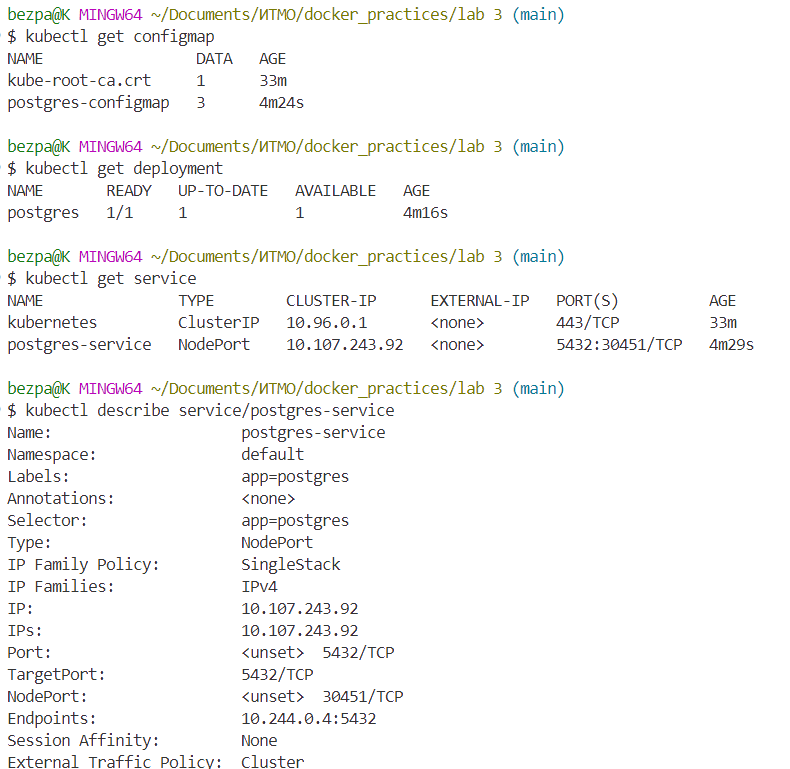 bezpa@K MINGW64 ~/Documents/ИТМО/docker_practices/lab 3 (main)
$ kubectl get configmap
NAME                 DATA   AGE
kube-root-ca.crt     1      33m
postgres-configmap   3      4m24s

bezpa@K MINGW64 ~/Documents/ИТМО/docker_practices/lab 3 (main)
$ kubectl get deployment
NAME       READY   UP-TO-DATE   AVAILABLE   AGE
postgres   1/1     1            1           4m16s

bezpa@K MINGW64 ~/Documents/ИТМО/docker_practices/lab 3 (main)
$ kubectl get service
NAME               TYPE        CLUSTER-IP      EXTERNAL-IP   PORT(S)          AGE
kubernetes         ClusterIP   10.96.0.1       <none>        443/TCP          33m
postgres-service   NodePort    10.107.243.92   <none>        5432:30451/TCP   4m29s

bezpa@K MINGW64 ~/Documents/ИТМО/docker_practices/lab 3 (main)
$ kubectl describe service/postgres-service
Name:                     postgres-service
Namespace:                default
Labels:                   app=postgres
Annotations:              <none>
Selector:                 app=postgres
Type:                     NodePort
IP Family Policy:         SingleStack
IP Families:              IPv4
IP:                       10.107.243.92
IPs:                      10.107.243.92
Port:                     <unset>  5432/TCP
TargetPort:               5432/TCP
NodePort:                 <unset>  30451/TCP
Endpoints:                10.244.0.4:5432
Session Affinity:         None
External Traffic Policy:  Cluster